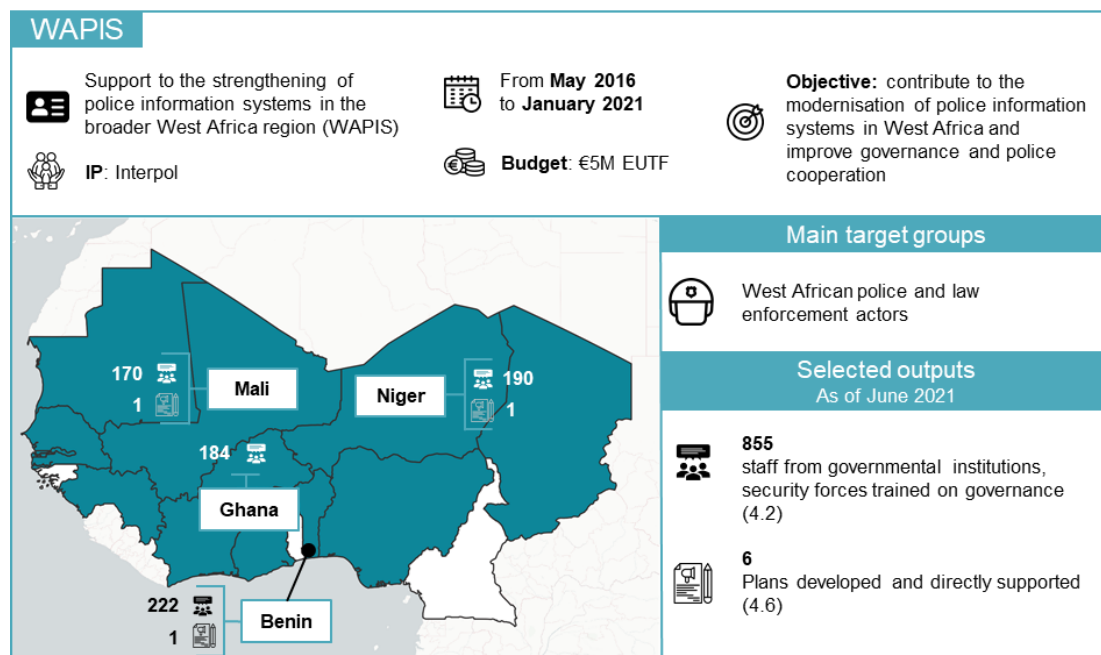 WAPIS
Support to the strengthening of
police information systems in the
broader West Africa region (WAPIS)
IP: Interpol
From May 2016
to January 2021
Budget: €5M EUTF
Objective: contribute to the
modernisation of police information
systems in West Africa and
improve governance and police
cooperation
170
1
Mali
Niger
190
1
184
Ghana
222
1
Benin
Main target groups
West African police and law
enforcement actors
Selected outputs
As of June 2021
855
staff from governmental institutions,
security forces trained on governance
(4.2)
6
Plans developed and directly supported
(4.6)